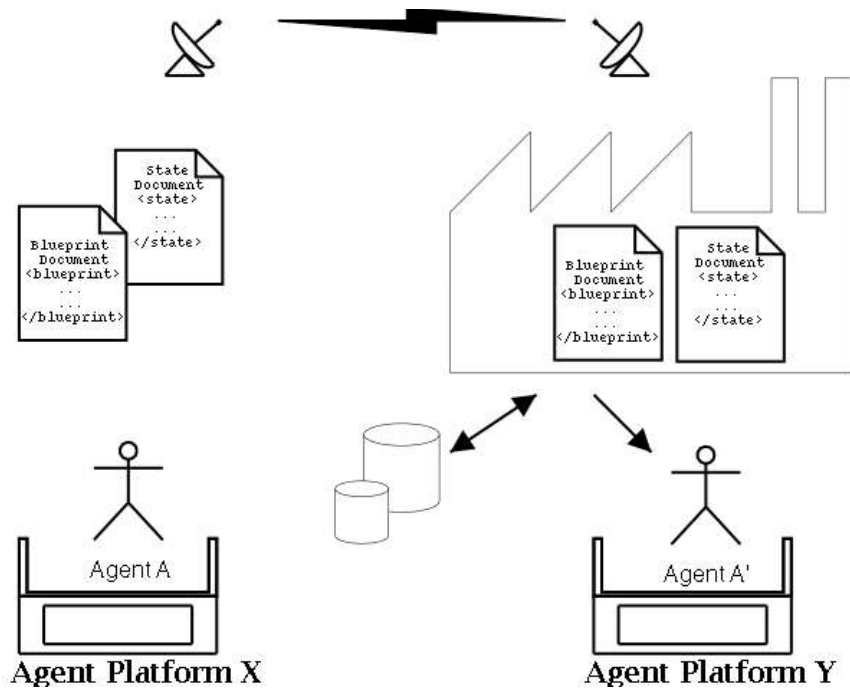 State
Document
<state>
...
...
</state>
Blueprint
Document
<blueprint>
...
...
</blueprint>
Blueprint
Document
<blueprint>
...
...
</blueprint>
State
Document
<state>
...
...
</state>
Agent A
Agent Platform X
Agent A'
Agent Platform Y